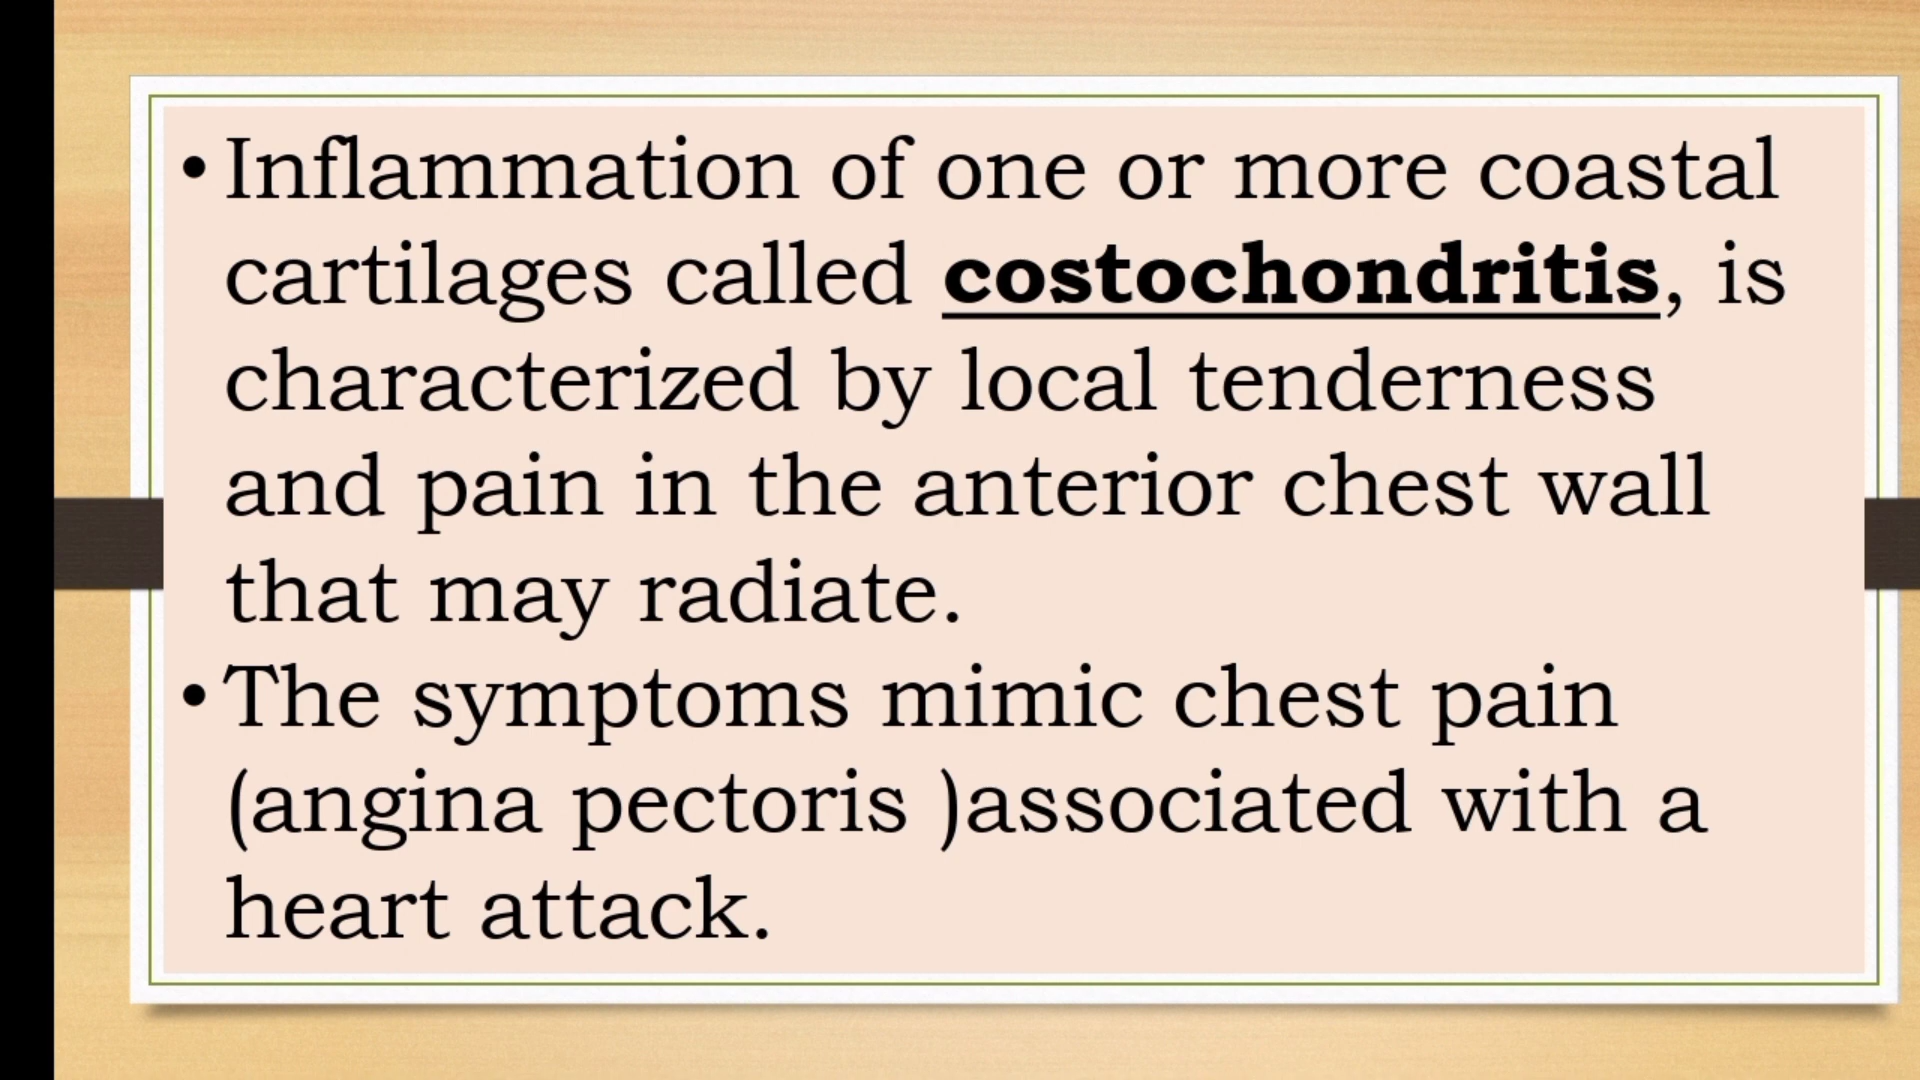 • Inflammation of one or more coastal
cartilages called costochondritis, is
characterized by local tenderness
and pain in the anterior chest wall
that may radiate.
• The symptoms mimic chest pain
(angina pectoris )associated with a
heart attack.